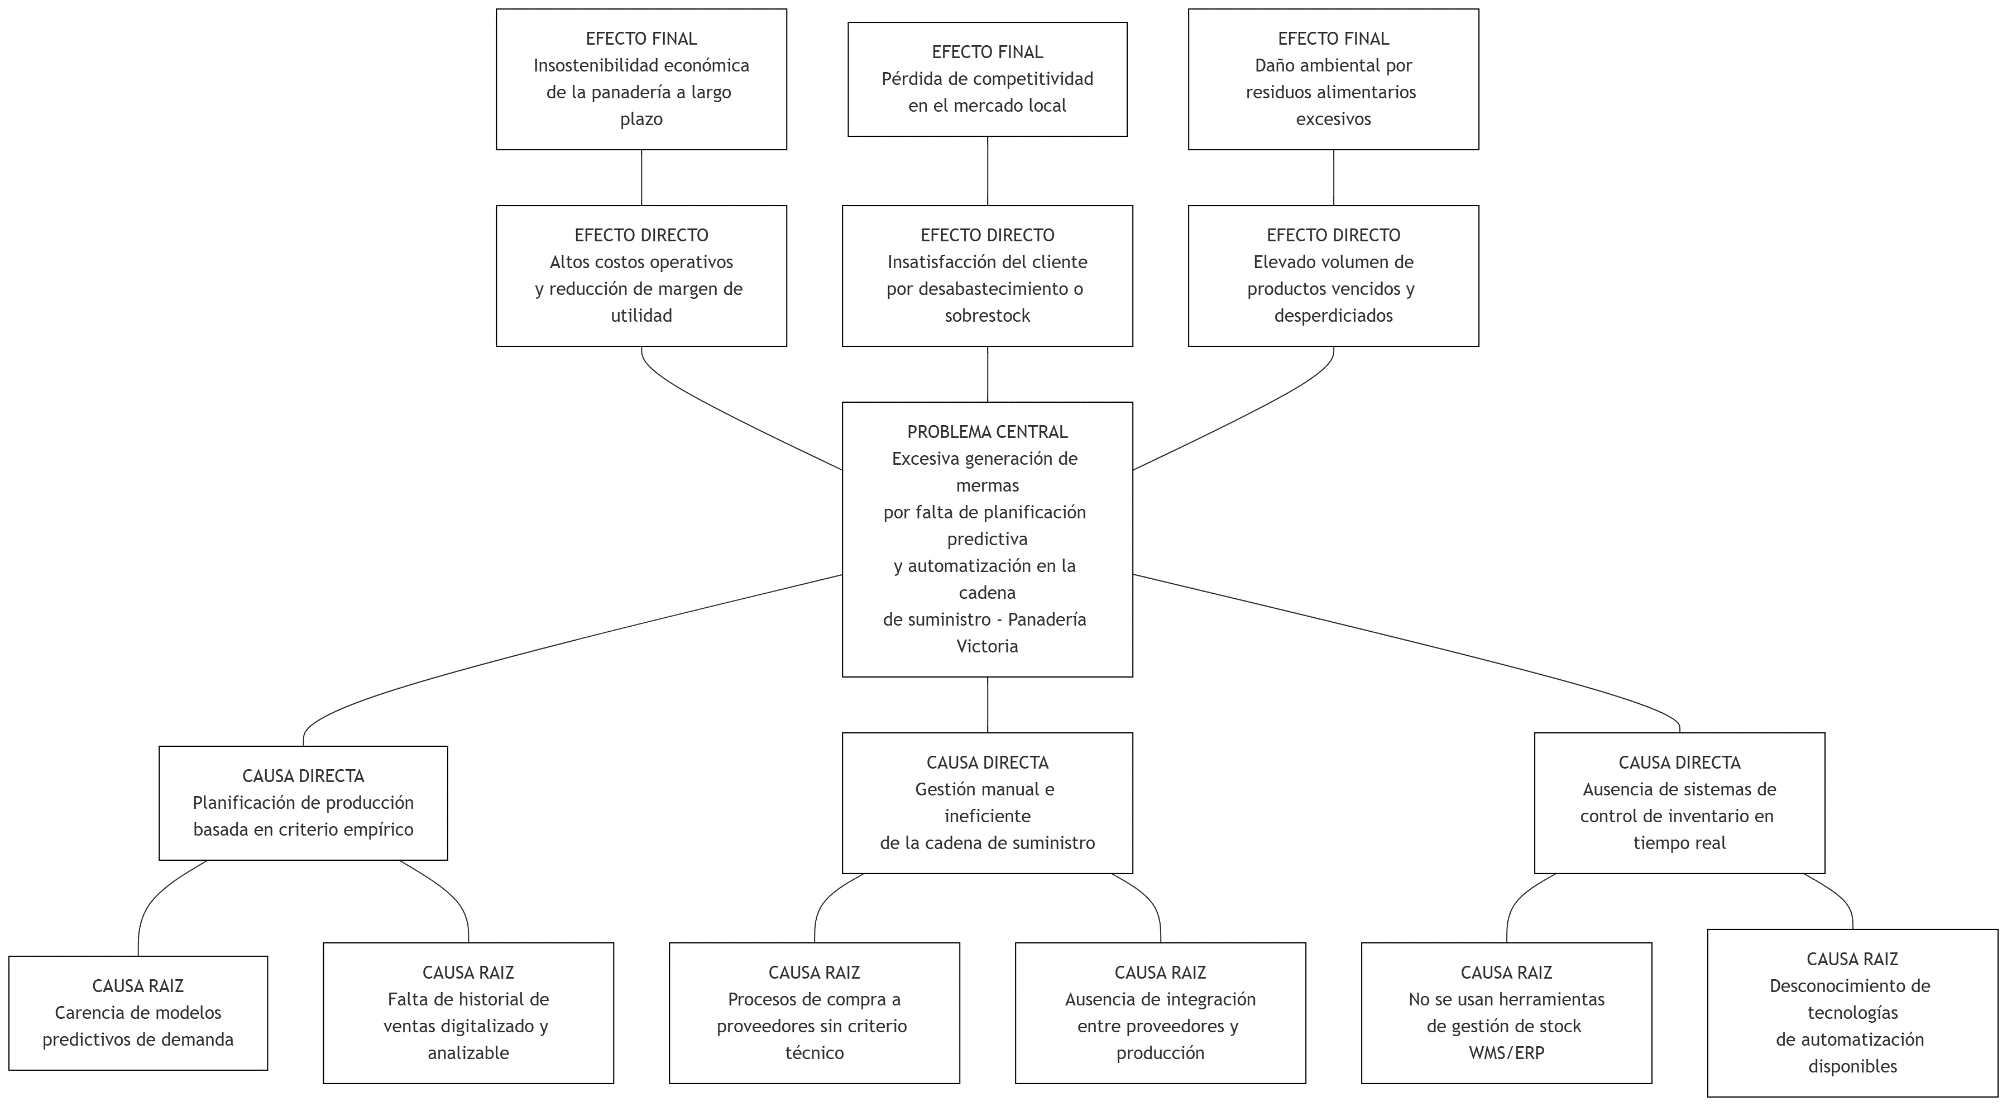 EFECTO FINAL
Insostenibilidad económica
de la panadería a largo
plazo
EFECTO FINAL
Pérdida de competitividad
en el mercado local
EFECTO FINAL
Daño ambiental por
residuos alimentarios
excesivos
EFECTO DIRECTO
Altos costos operativos
y reducción de margen de
utilidad
EFECTO DIRECTO
Insatisfacción del cliente
por desabastecimiento o
sobrestock
EFECTO DIRECTO
Elevado volumen de
productos vencidos y
desperdiciados
PROBLEMA CENTRAL
Excesiva generación de
mermas
por falta de planificación
predictiva
y automatización en la
cadena
de suministro - Panadería
Victoria
CAUSA DIRECTA
Planificación de producción
basada en criterio empírico
CAUSA DIRECTA
Gestión manual e
ineficiente
de la cadena de suministro
CAUSA DIRECTA
Ausencia de sistemas de
control de inventario en
tiempo real
CAUSA RAIZ
Carencia de modelos
predictivos de demanda
CAUSA RAIZ
Falta de historial de
ventas digitalizado y
analizable
CAUSA RAIZ
Procesos de compra a
proveedores sin criterio
técnico
CAUSA RAIZ
Ausencia de integración
entre proveedores y
producción
CAUSA RAIZ
No se usan herramientas
de gestión de stock
WMS/ERP
CAUSA RAIZ
Desconocimiento de
tecnologías
de automatización
disponibles